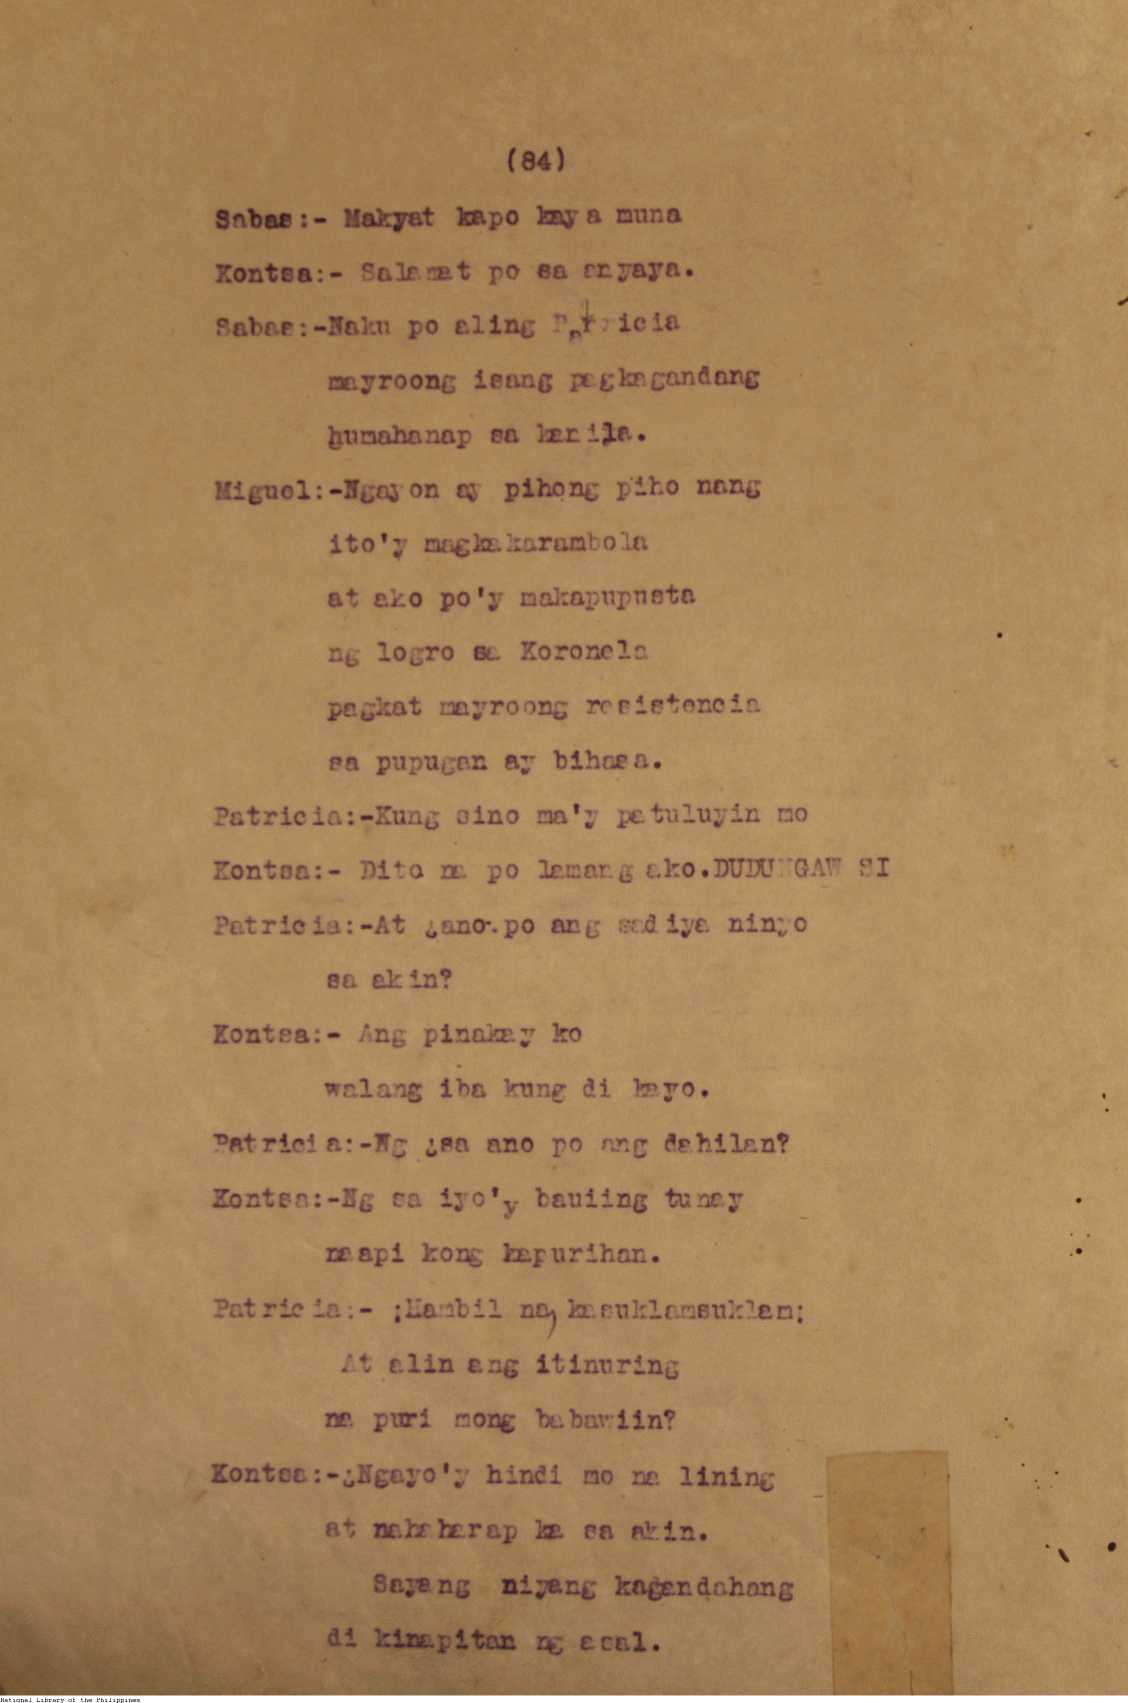 (84)
Sabas:- Makyat kapo kaya muna
Kontsa:- Salamat po sa anyaya.
Sabas:-Naku po aling Patricia
mayroong isang pagkagandang
humahanap sa kanila.
Miguel:-Ngayon ay pihong piho nang
ito'y magkakarambola
at ako po'y makapupusta
ng logro sa Koronela
pagkat mayroong resistencia
sa pupugan ay bihasa.
Patricia:-Kung sino ma'y patuluyin mo
Kontsa:- Dito na po lamang ako.DUDUNGAW SI
Patricia:-At ¿ano-.po ang sadiya ninyo
sa akin?
Kontsa:- Ang pinakay ko
walang iba kung di kayo.
Patricia:-Ng ¿sa ano po ang dahilan?
Kontsa:-Ng sa iyo'y bauiing tunay
naapi kong kapurihan.
Patricia:- ;Hambil na, kasuklamsuklam;
At alin ang itinuring
na puri mong babawiin?
Kontsa:-¿Ngayo'y hindi mo na lining
at nahaharap ka sa akin.
Sayang niyang kagandahang
di kinapitan ng asal.
National Library of the Philippines